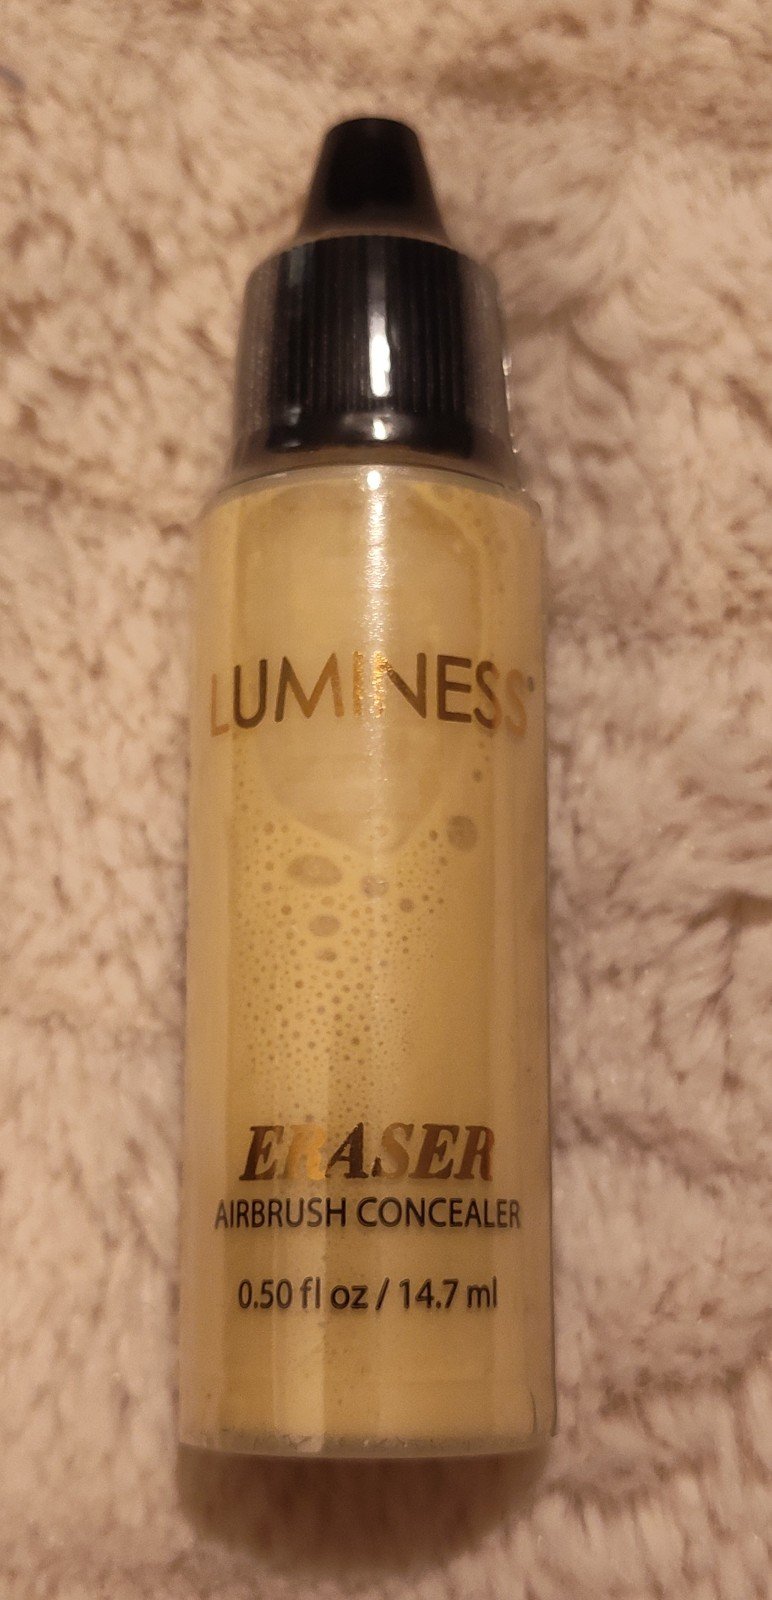 LUMINESS®
ERASER
AIRBRUSH CONCEALER
0.50 fl oz / 14.7 ml